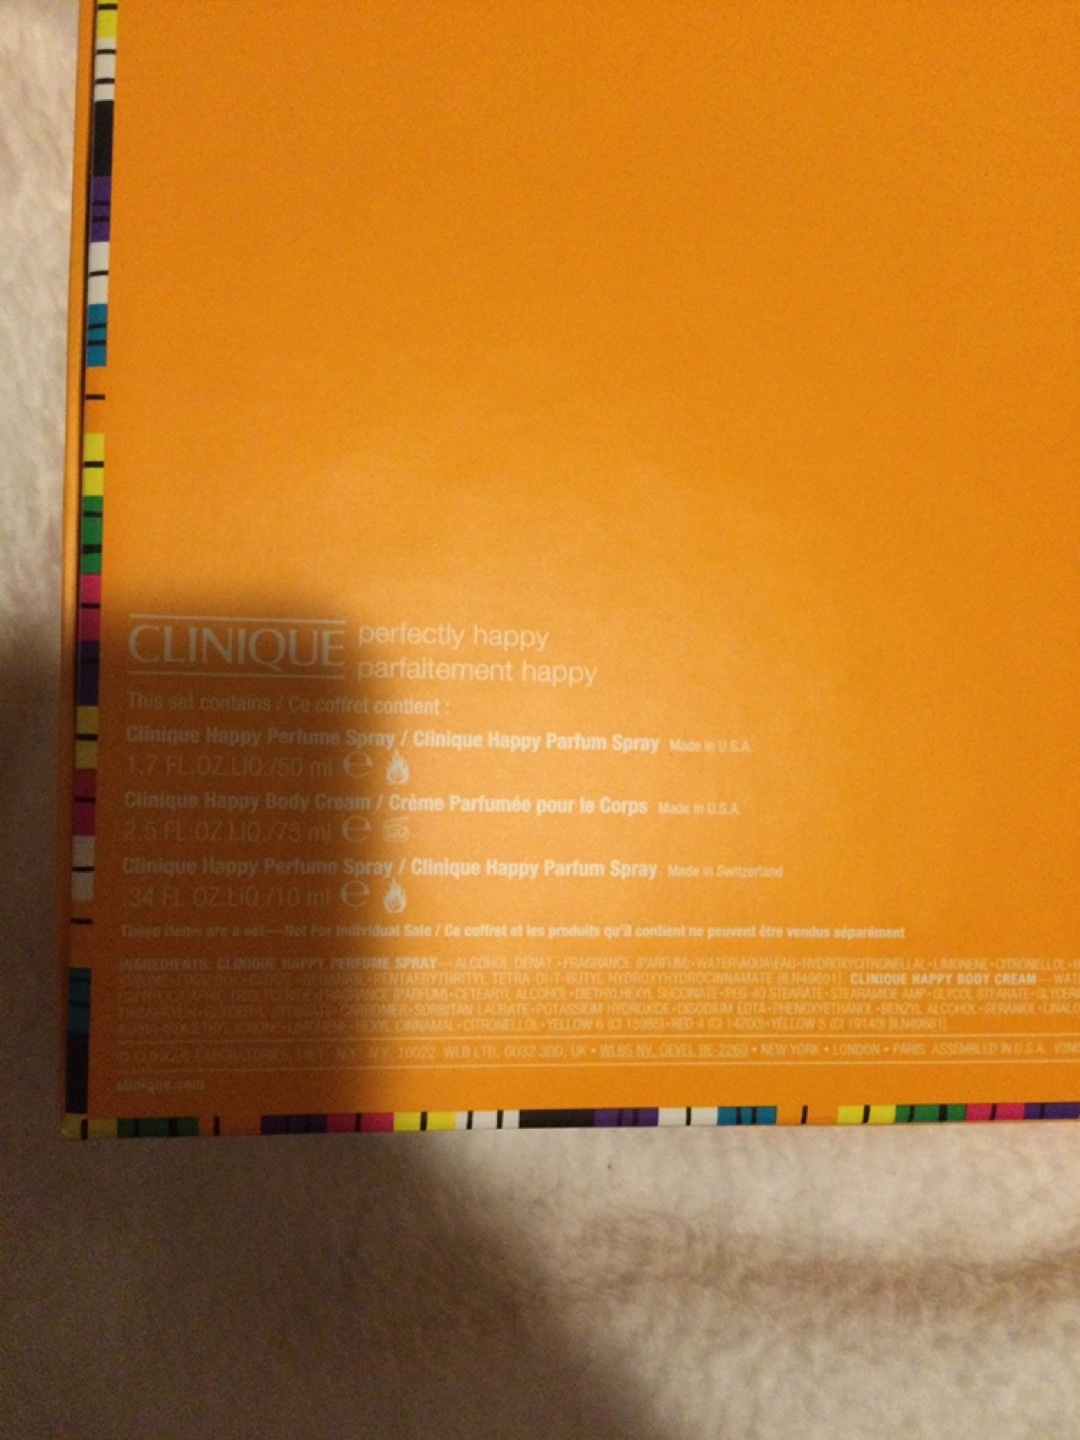 CLINIQUE perfectly happy
parfaitement happy
This set contains / Ce coffret contient :
Clinique Happy Perfume Spray / Clinique Happy Parfum Spray Made in U.S.A.
1.7 FL.OZ.LIQ./50 ml e
Clinique Happy Body Cream / Crème Parfumée pour le Corps Made in U.S.A.
2.5 FL. OZ.LIQ./75 ml e
Clinique Happy Perfume Spray / Clinique Happy Parfum Spray Made in Switzerland
.34 FL. OZ.LIQ./10 ml e
These items are a set—Not For Individual Sale / Ce coffret et les produits qu'il contient ne peuvent être vendus séparément
INGREDIENTS: CLINIQUE HAPPY PERFUME SPRAY—ALCOHOL DENAT •FRAGRANCE (PARFUM)•WATER\AQUA\EAU•HYDROXYCITRONELLAL•LIMONENE•CITRONELLOL•
PENTAERYTHRITYL TETRA-DI-T-BUTYL HYDROXYHYDROCINNAMATE CLINIQUE HAPPY BODY CREAM—
FRAGRANCE (PARFUM)•CETEARYL ALCOHOL•DIETHYLHEXYL SUCCINATE•PEG-40 STEARATE•STEARAMIDE AMP•GLYCOL STEARATE•
CARBOMER•SORBITAN LAURATE•POTASSIUM HYDROXIDE•DISODIUM EDTA•PHENOXYETHANOL•BENZYL ALCOHOL•GERANIOL•
HEXYL CINNAMAL•CITRONELLOL•YELLOW 6 (CI 15985)•RED 4 (CI 14700)•YELLOW 5 (CI 19140)
© CLINIQUE LABORATORIES, DIST. N.Y., N.Y. 10022 WLB LTD, GU32 3DD, UK • WLBS NV, OEVEL BE-2260 • NEW YORK • LONDON • PARIS ASSEMBLED IN U.S.A.
clinique.com